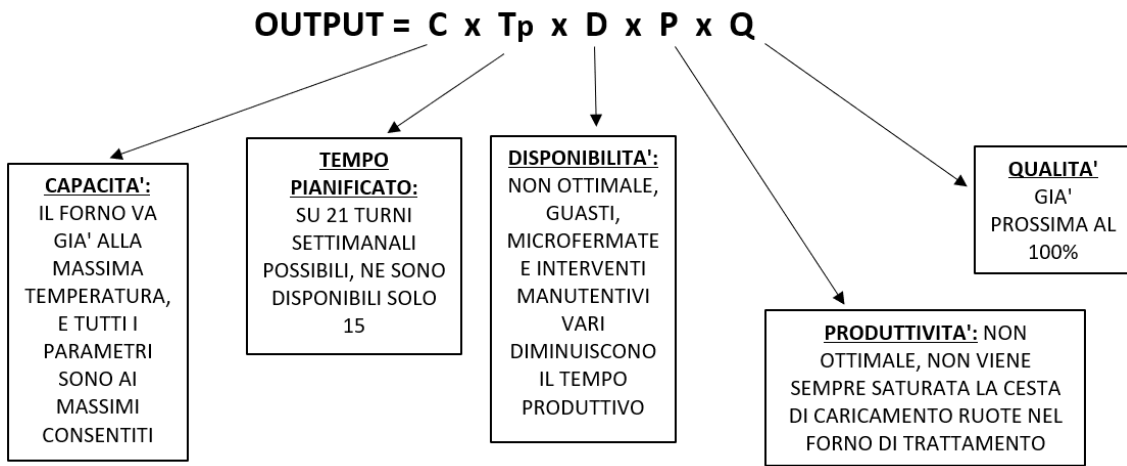 OUTPUT = C x Tp x D x P x Q
CAPACITA':
IL FORNO VA
GIA' ALLA
MASSIMA
TEMPERATURA,
E TUTTI I
PARAMETRI
SONO AI
MASSIMI
CONSENTITI
TEMPO
PIANIFICATO:
SU 21 TURNI
SETTIMANALI
POSSIBILI, NE SONO
DISPONIBILI SOLO
15
DISPONIBILITA':
NON OTTIMALE,
GUASTI,
MICROFERMATE
E INTERVENTI
MANUTENTIVI
VARI
DIMINUISCONO
IL TEMPO
PRODUTTIVO
PRODUTTIVITA': NON
OTTIMALE, NON VIENE
SEMPRE SATURATA LA CESTA
DI CARICAMENTO RUOTE NEL
FORNO DI TRATTAMENTO
QUALITA'
GIA'
PROSSIMA AL
100%